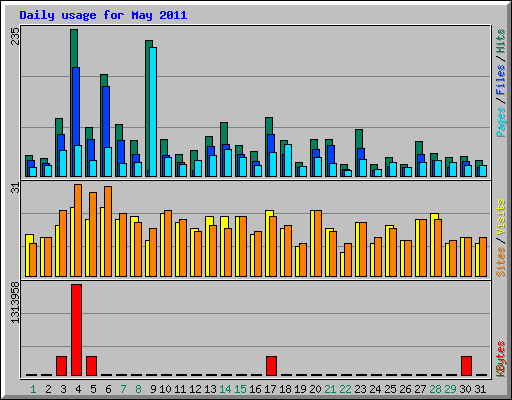 Daily usage for May 2011
235
Pages / Files / Hits
31
Sites / Visits
1313958
KBytes
1 2 3 4 5 6 7 8 9 10 11 12 13 14 15 16 17 18 19 20 21 22 23 24 25 26 27 28 29 30 31